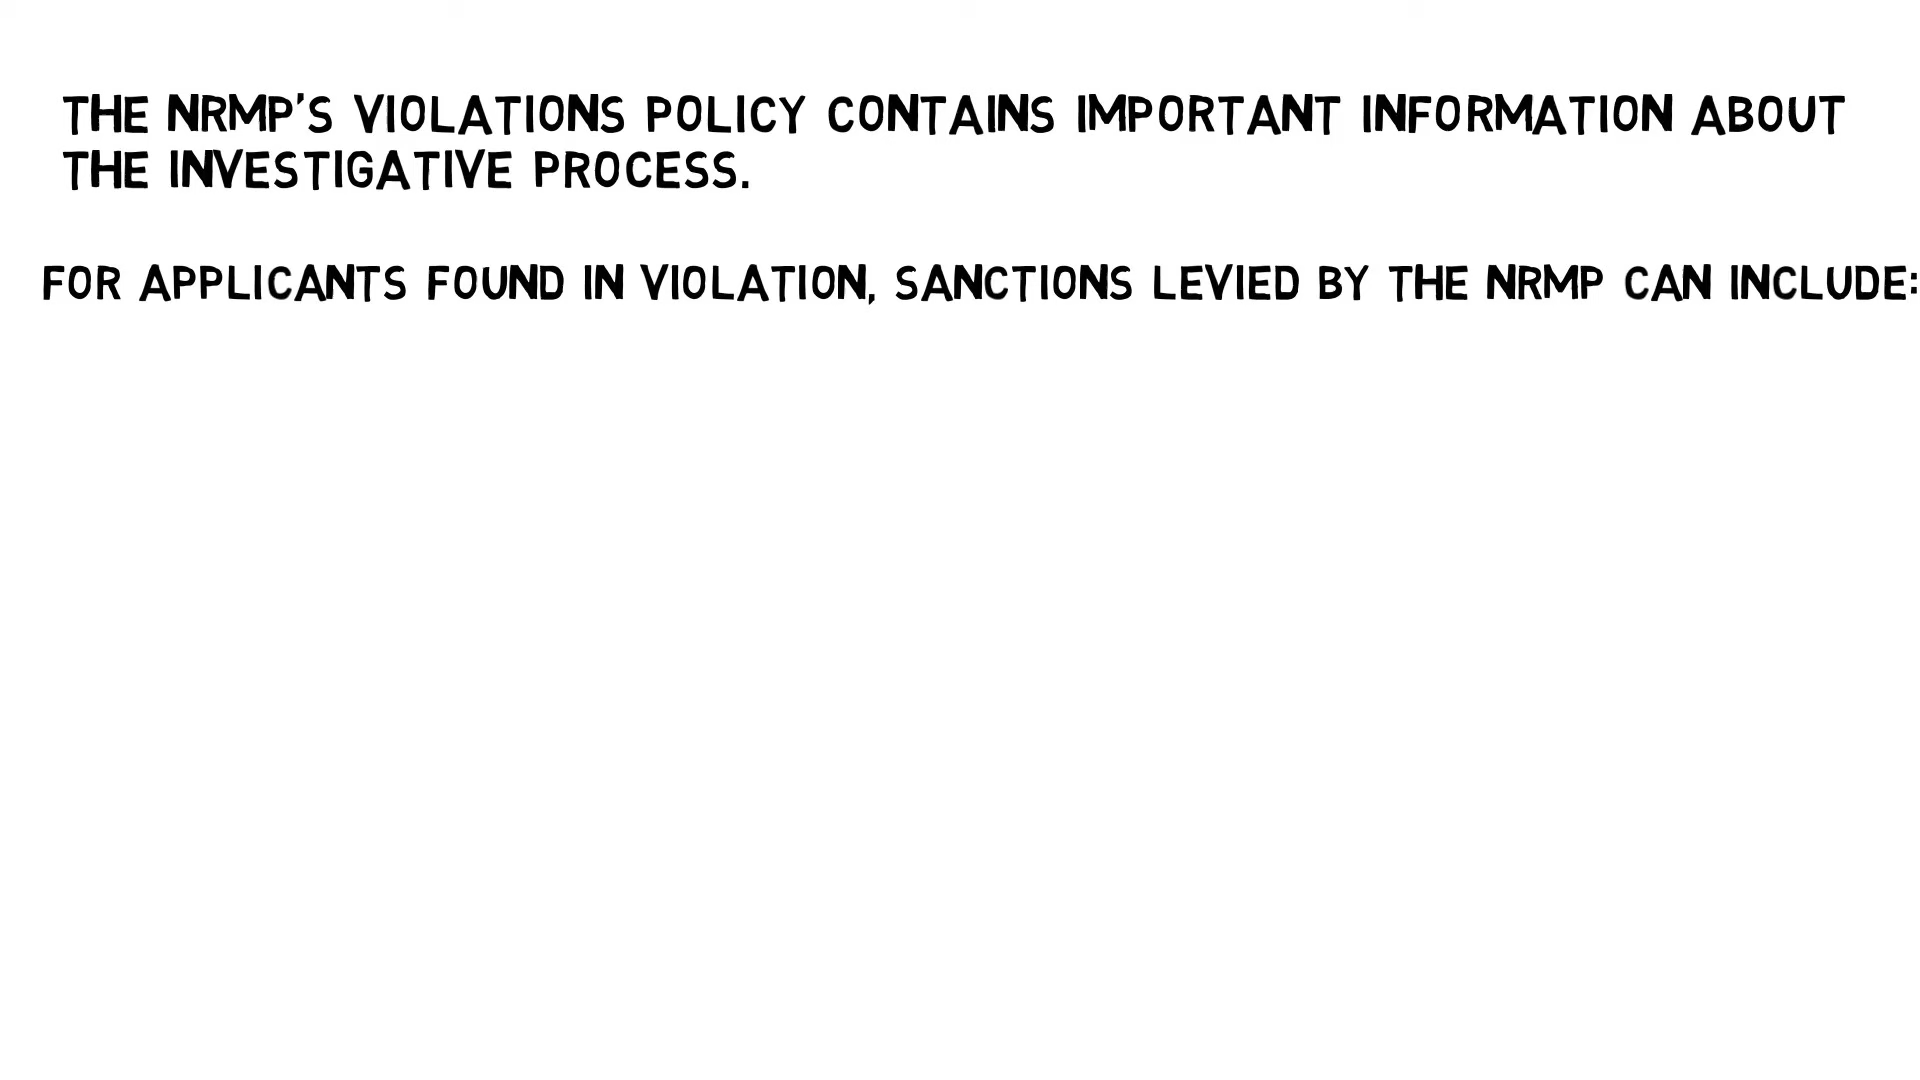 THE NRMP'S VIOLATIONS POLICY CONTAINS IMPORTANT INFORMATION ABOUT
THE INVESTIGATIVE PROCESS.
FOR APPLICANTS FOUND IN VIOLATION, SANCTIONS LEVIED BY THE NRMP CAN INCLUDE: